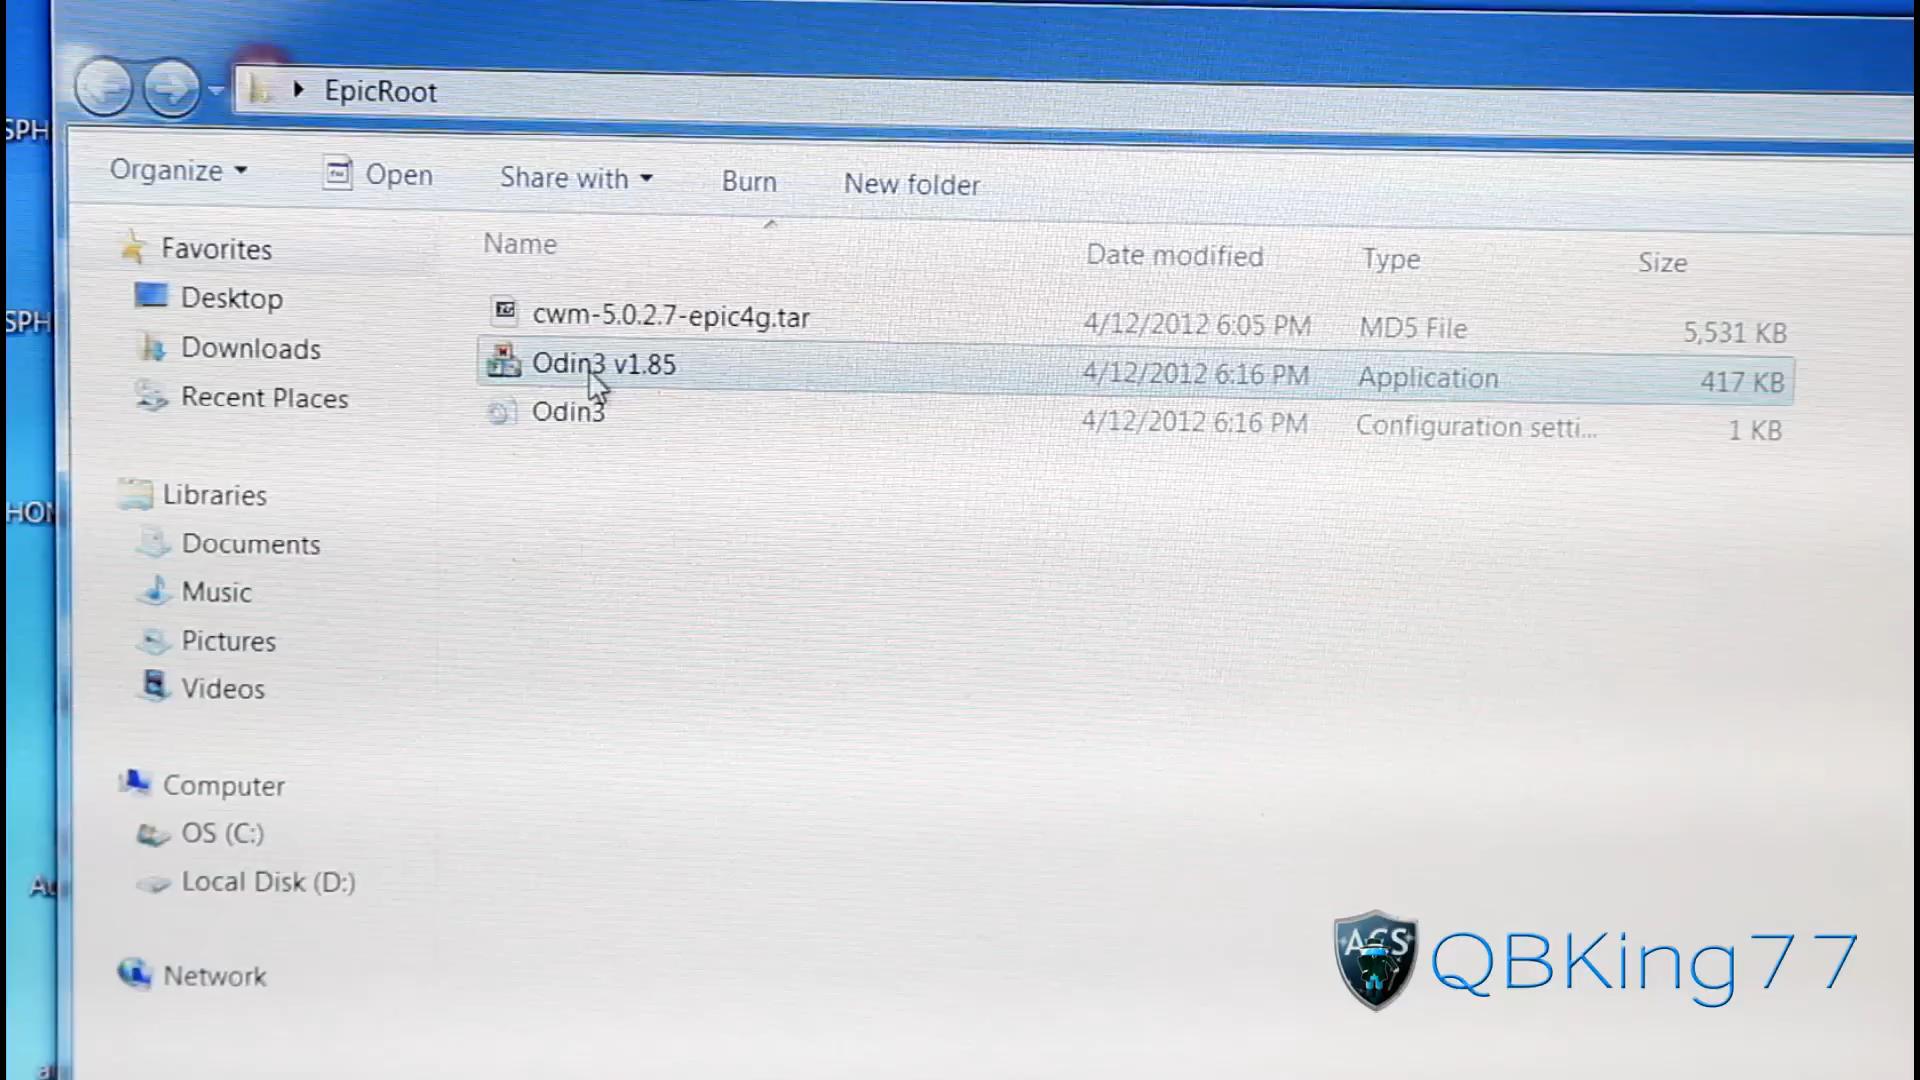 EpicRoot
Organize Open Share with Burn New folder
Name Date modified Type Size
cwm-5.0.2.7-epic4g.tar 4/12/2012 6:05 PM MD5 File 5,531 KB
Odin3 v1.85 4/12/2012 6:16 PM Application 417 KB
Odin3 4/12/2012 6:16 PM Configuration setti... 1 KB
Favorites
Desktop
Downloads
Recent Places
Libraries
Documents
Music
Pictures
Videos
Computer
OS (C:)
Local Disk (D:)
Network
SPH
SPH
HON
ACS QBKing77